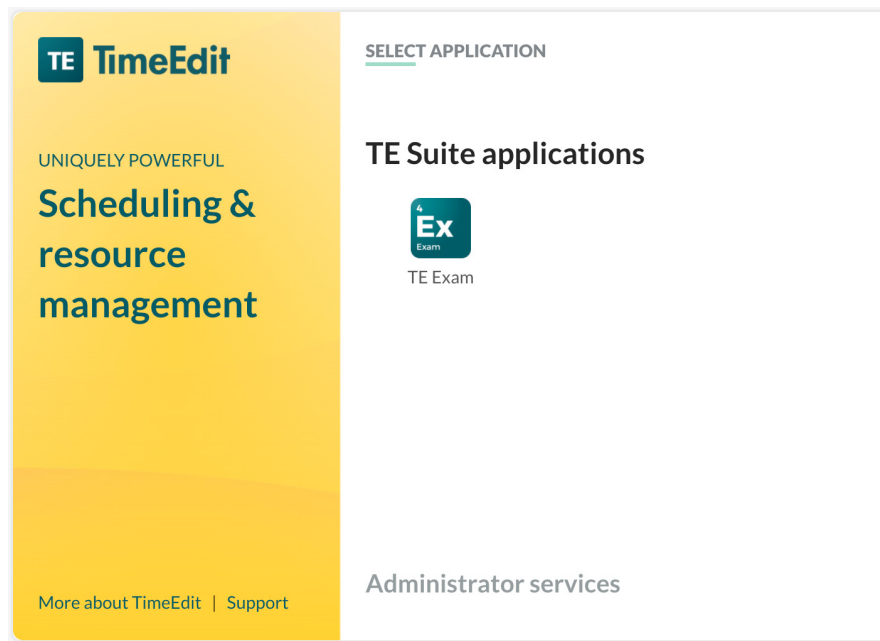 TE TimeEdit
UNIQUELY POWERFUL
Scheduling &
resource
management
More about TimeEdit | Support
SELECT APPLICATION
TE Suite applications
4
Ex
Exam
TE Exam
Administrator services